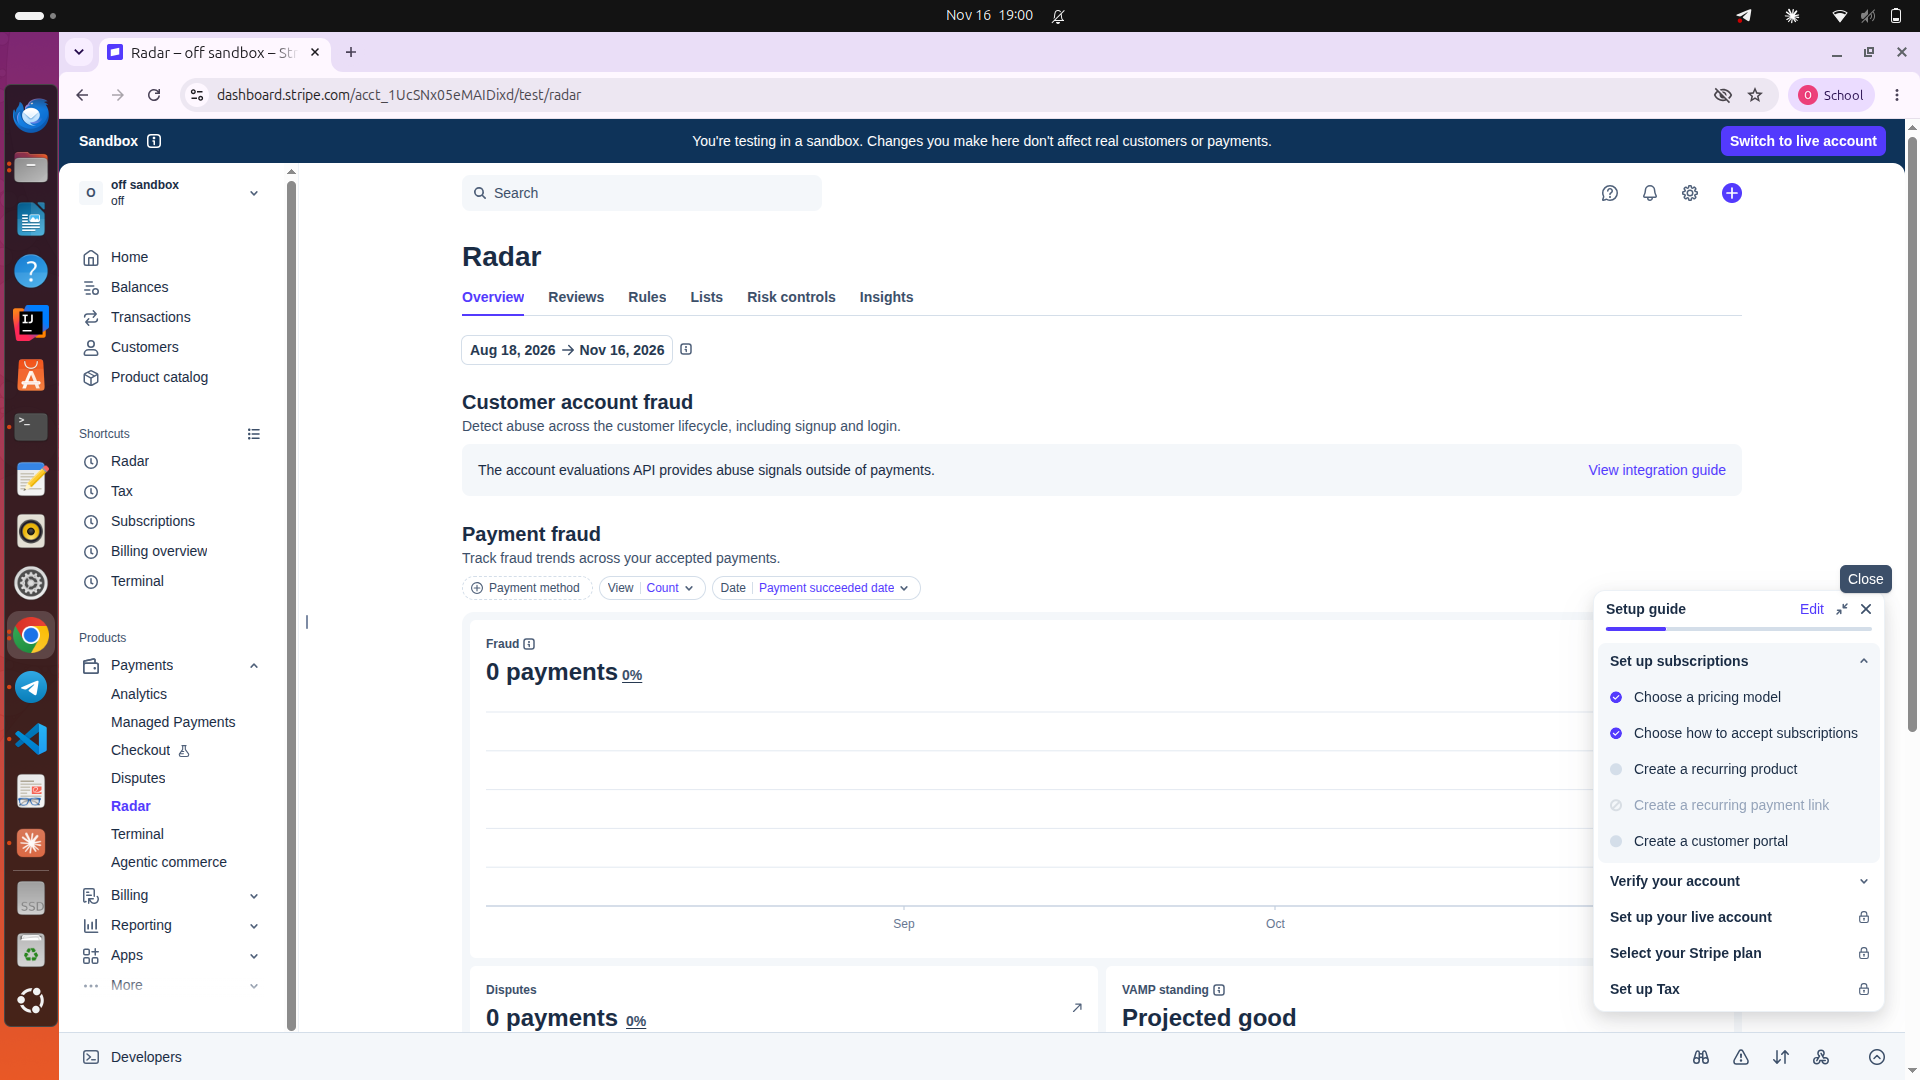 Nov 16 19:00
Radar – off sandbox – St
dashboard.stripe.com/acct_1UcSNx05eMAIDixd/test/radar
School
Sandbox
You're testing in a sandbox. Changes you make here don't affect real customers or payments.
Switch to live account
O
off sandbox
off
Search
Home
Balances
Transactions
Customers
Product catalog
Shortcuts
Radar
Tax
Subscriptions
Billing overview
Terminal
Products
Payments
Analytics
Managed Payments
Checkout
Disputes
Radar
Terminal
Agentic commerce
Billing
Reporting
Apps
More
Developers
Radar
Overview Reviews Rules Lists Risk controls Insights
Aug 18, 2026 → Nov 16, 2026
Customer account fraud
Detect abuse across the customer lifecycle, including signup and login.
The account evaluations API provides abuse signals outside of payments.
View integration guide
Payment fraud
Track fraud trends across your accepted payments.
Payment method View Count Date Payment succeeded date
Fraud
0 payments 0%
Sep Oct
Disputes
0 payments 0%
VAMP standing
Projected good
Close
Setup guide
Edit
Set up subscriptions
Choose a pricing model
Choose how to accept subscriptions
Create a recurring product
Create a recurring payment link
Create a customer portal
Verify your account
Set up your live account
Select your Stripe plan
Set up Tax
SSD